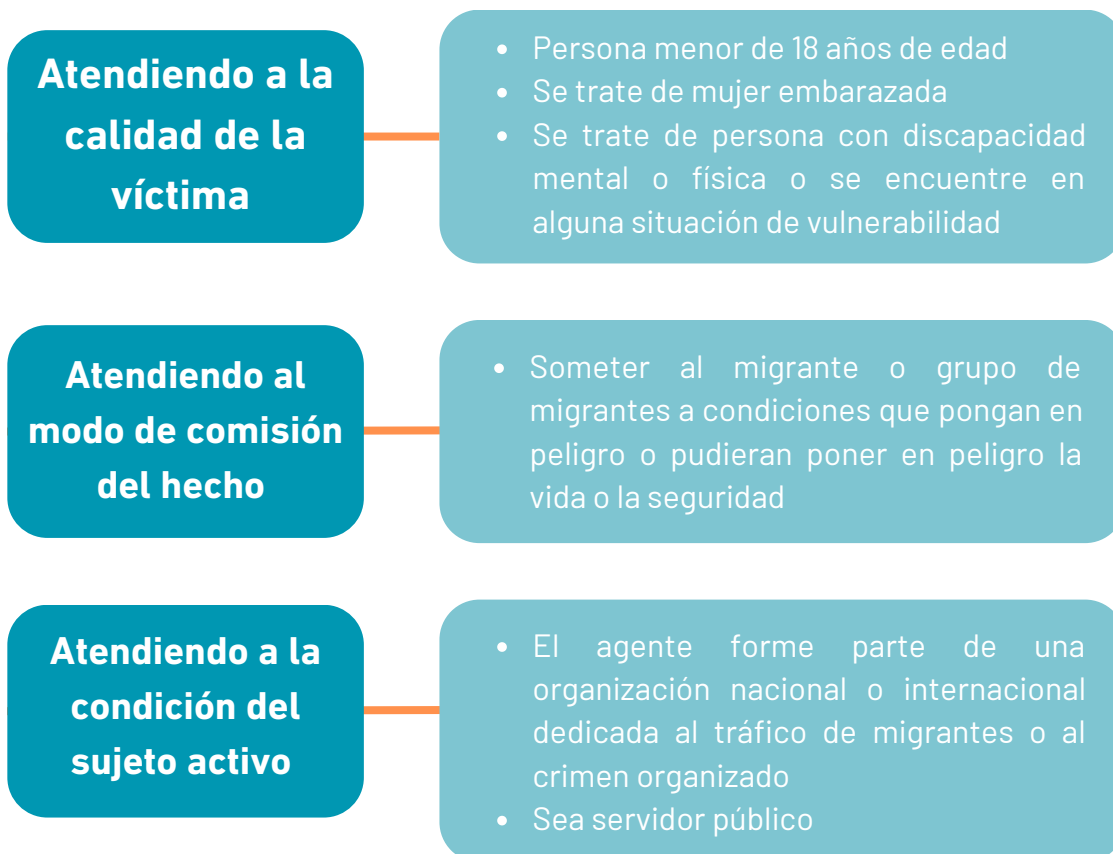 Atendiendo a la
calidad de la
víctima
• Persona menor de 18 años de edad
• Se trate de mujer embarazada
• Se trate de persona con discapacidad
mental o física o se encuentre en
alguna situación de vulnerabilidad
Atendiendo al
modo de comisión
del hecho
• Someter al migrante o grupo de
migrantes a condiciones que pongan en
peligro o pudieran poner en peligro la
vida o la seguridad
Atendiendo a la
condición del
sujeto activo
• El agente forme parte de una
organización nacional o internacional
dedicada al tráfico de migrantes o al
crimen organizado
• Sea servidor público